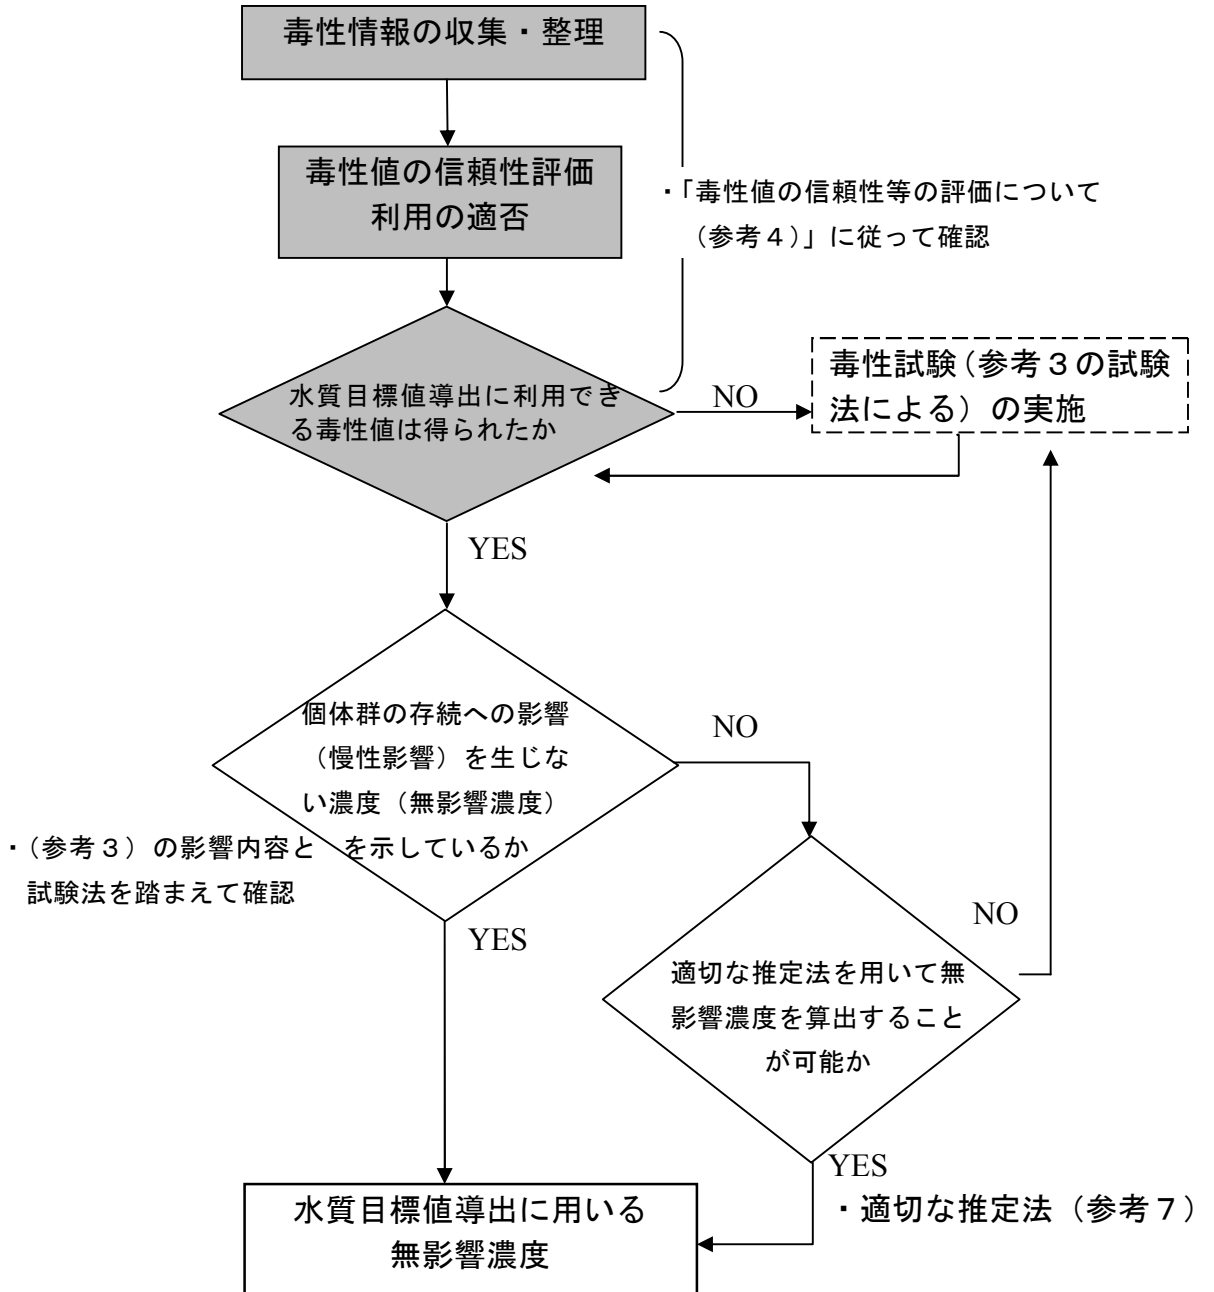 毒性情報の収集・整理
毒性値の信頼性評価
利用の適否
・「毒性値の信頼性等の評価について
（参考４）」に従って確認
水質目標値導出に利用でき
る毒性値は得られたか
NO
毒性試験（参考３の試験
法による）の実施
YES
個体群の存続への影響
（慢性影響）を生じな
い濃度（無影響濃度）
を示しているか
・（参考３）の影響内容と
試験法を踏まえて確認
NO
YES
適切な推定法を用いて無
影響濃度を算出すること
が可能か
NO
YES
・適切な推定法（参考７）
水質目標値導出に用いる
無影響濃度